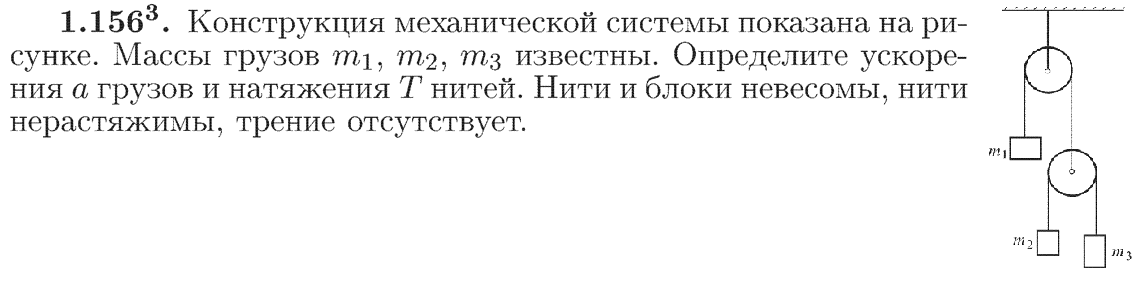 1.156³. Конструкция механической системы показана на ри-
сунке. Массы грузов m₁, m₂, m₃ известны. Определите ускоре-
ния a грузов и натяжения T нитей. Нити и блоки невесомы, нити
нерастяжимы, трение отсутствует.
m₁
m₂
m₃